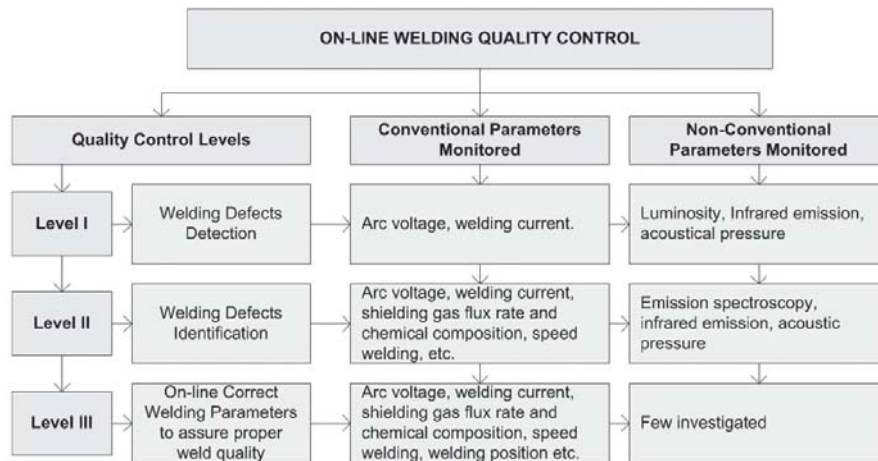 ON-LINE WELDING QUALITY CONTROL
Quality Control Levels
Conventional Parameters
Monitored
Non-Conventional
Parameters Monitored
Level I
Welding Defects
Detection
Arc voltage, welding current.
Luminosity, Infrared emission,
acoustical pressure
Level II
Welding Defects
Identification
Arc voltage, welding current,
shielding gas flux rate and
chemical composition, speed
welding, etc.
Emission spectroscopy,
infrared emission, acoustic
pressure
Level III
On-line Correct
Welding Parameters
to assure proper
weld quality
Arc voltage, welding current,
shielding gas flux rate and
chemical composition, speed
welding, welding position etc.
Few investigated